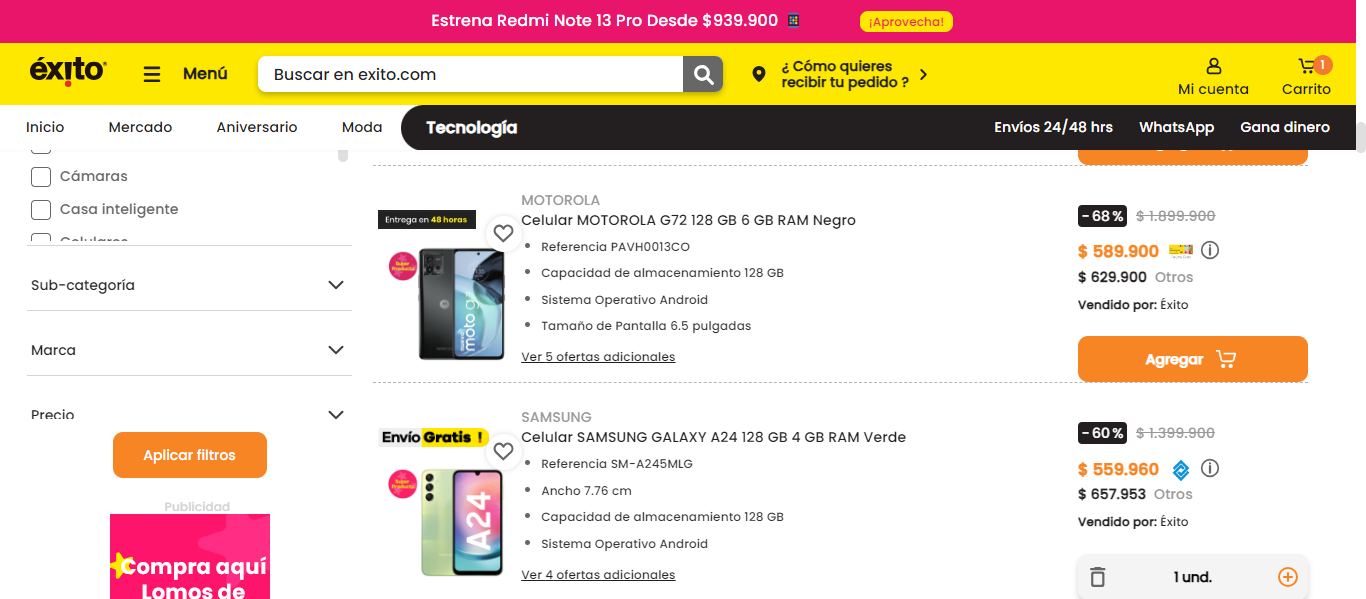 Estrena Redmi Note 13 Pro Desde $939.900
¡Aprovecha!
éxito
Menú
Buscar en exito.com
¿ Cómo quieres
recibir tu pedido ?
Mi cuenta
1
Carrito
Inicio
Mercado
Aniversario
Moda
Tecnología
Envíos 24/48 hrs
WhatsApp
Gana dinero
Cámaras
Casa inteligente
Celulares
Sub-categoría
Marca
Precio
Aplicar filtros
Publicidad
Compra aquí
Lomos de
MOTOROLA
Celular MOTOROLA G72 128 GB 6 GB RAM Negro
Entrega en 48 horas
Super
Producto
moto g72
Referencia PAVH0013CO
Capacidad de almacenamiento 128 GB
Sistema Operativo Android
Tamaño de Pantalla 6.5 pulgadas
Ver 5 ofertas adicionales
- 68 % $ 1.899.900
$ 589.900
$ 629.900 Otros
Vendido por: Éxito
Agregar
SAMSUNG
Celular SAMSUNG GALAXY A24 128 GB 4 GB RAM Verde
Envío Gratis !
Super
Producto
A24
Referencia SM-A245MLG
Ancho 7.76 cm
Capacidad de almacenamiento 128 GB
Sistema Operativo Android
Ver 4 ofertas adicionales
- 60 % $ 1.399.900
$ 559.960
$ 657.953 Otros
Vendido por: Éxito
1 und.